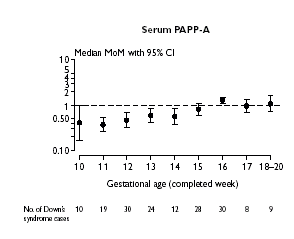 Serum PAPP-A
Median MoM with 95% CI
10
5
4
3
2
1
0.50
0.10
10 11 12 13 14 15 16 17 18–20
Gestational age (completed week)
No. of Down's 10 19 30 24 12 28 30 8 9
syndrome cases